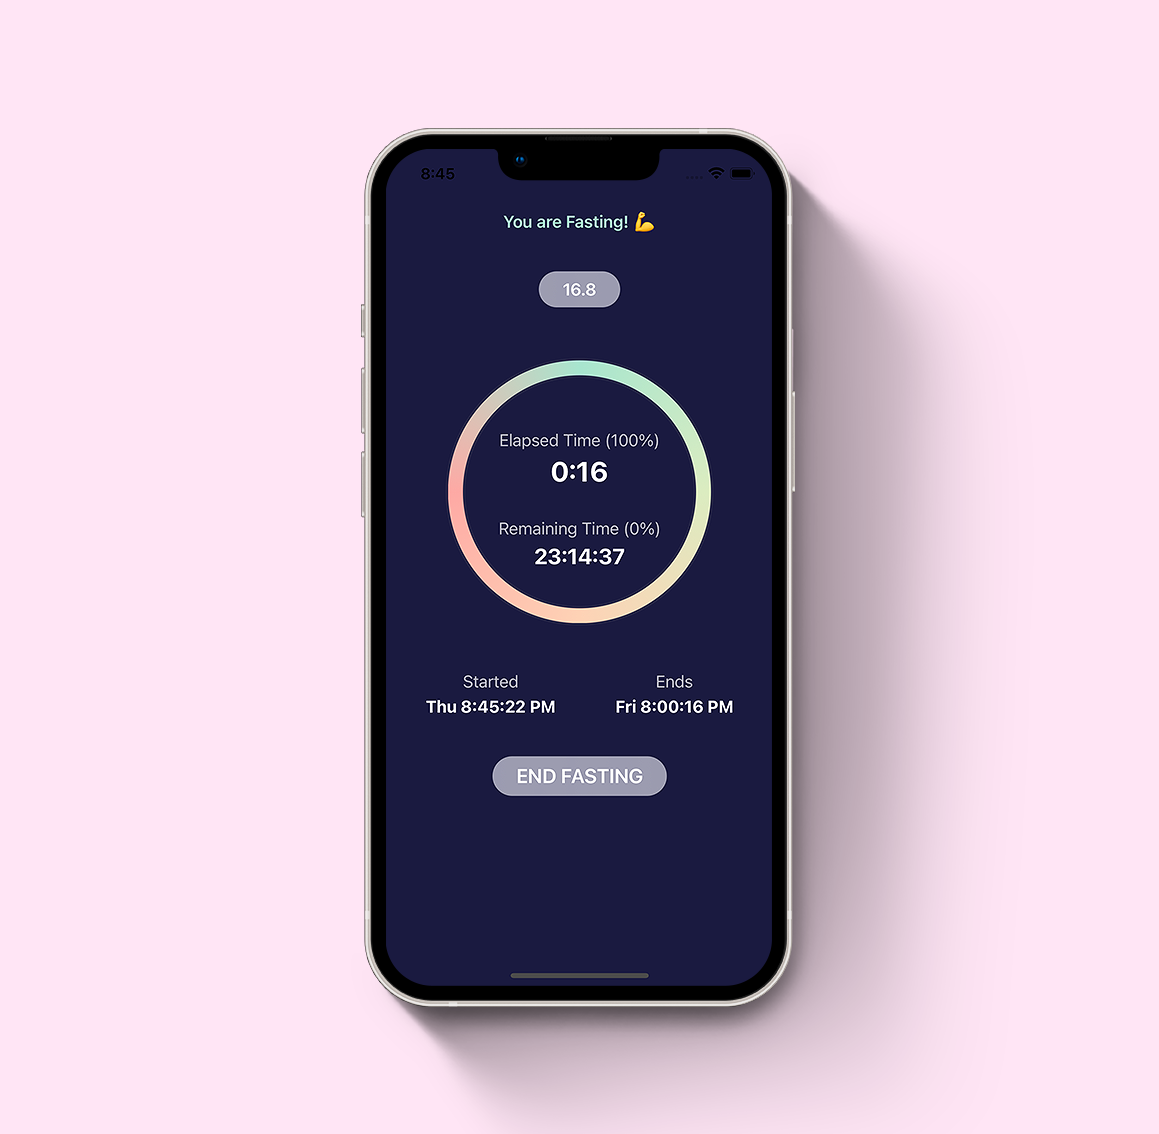 8:45
You are Fasting! 💪
16.8
Elapsed Time (100%)
0:16
Remaining Time (0%)
23:14:37
Started
Ends
Thu 8:45:22 PM
Fri 8:00:16 PM
END FASTING